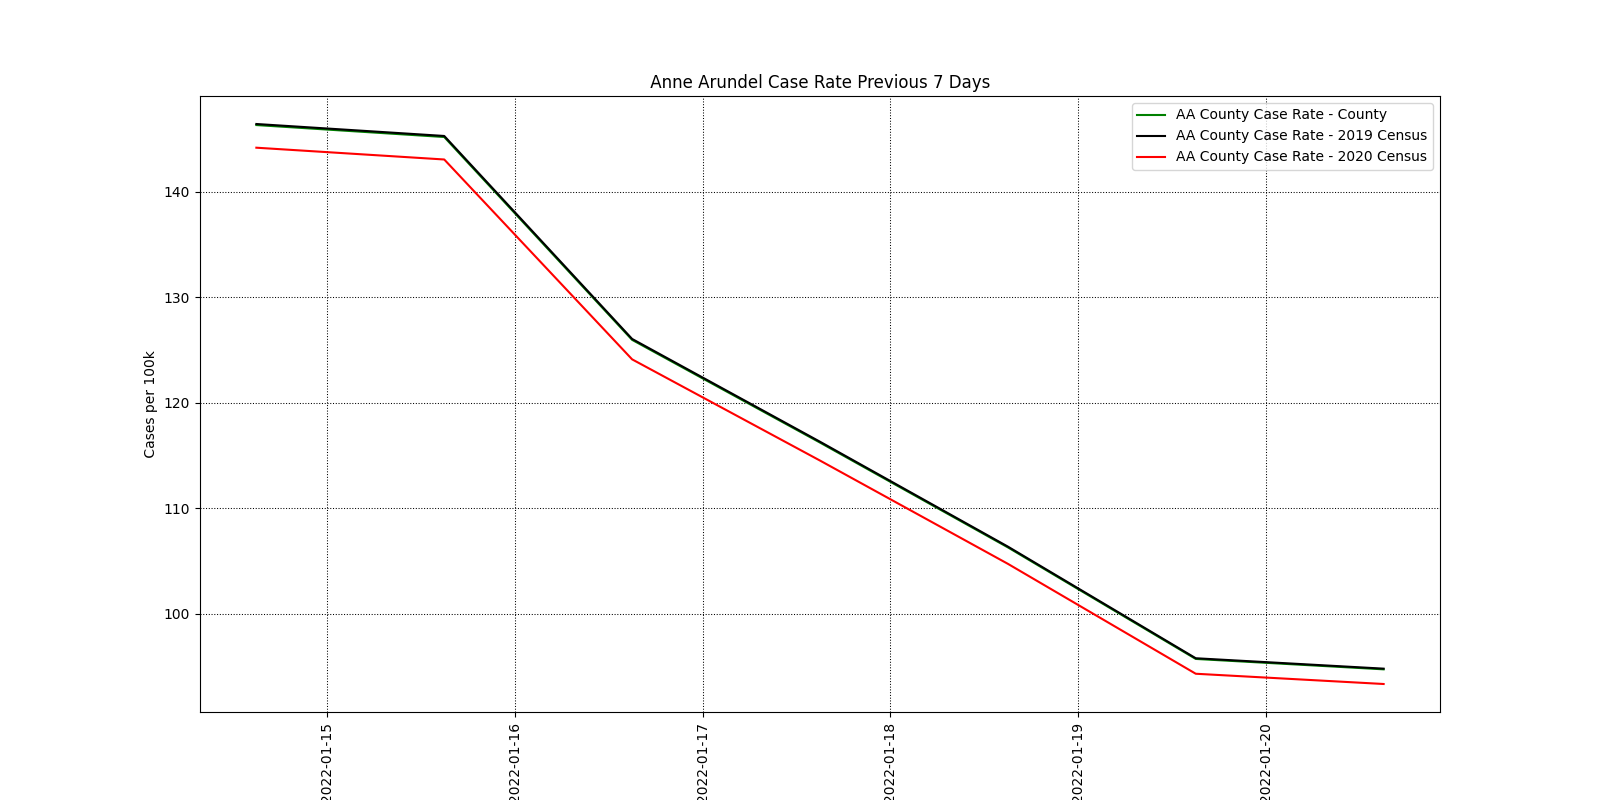 Anne Arundel Case Rate Previous 7 Days
AA County Case Rate - County
AA County Case Rate - 2019 Census
AA County Case Rate - 2020 Census
140
130
120
110
100
Cases per 100k
2022-01-15
2022-01-16
2022-01-17
2022-01-18
2022-01-19
2022-01-20